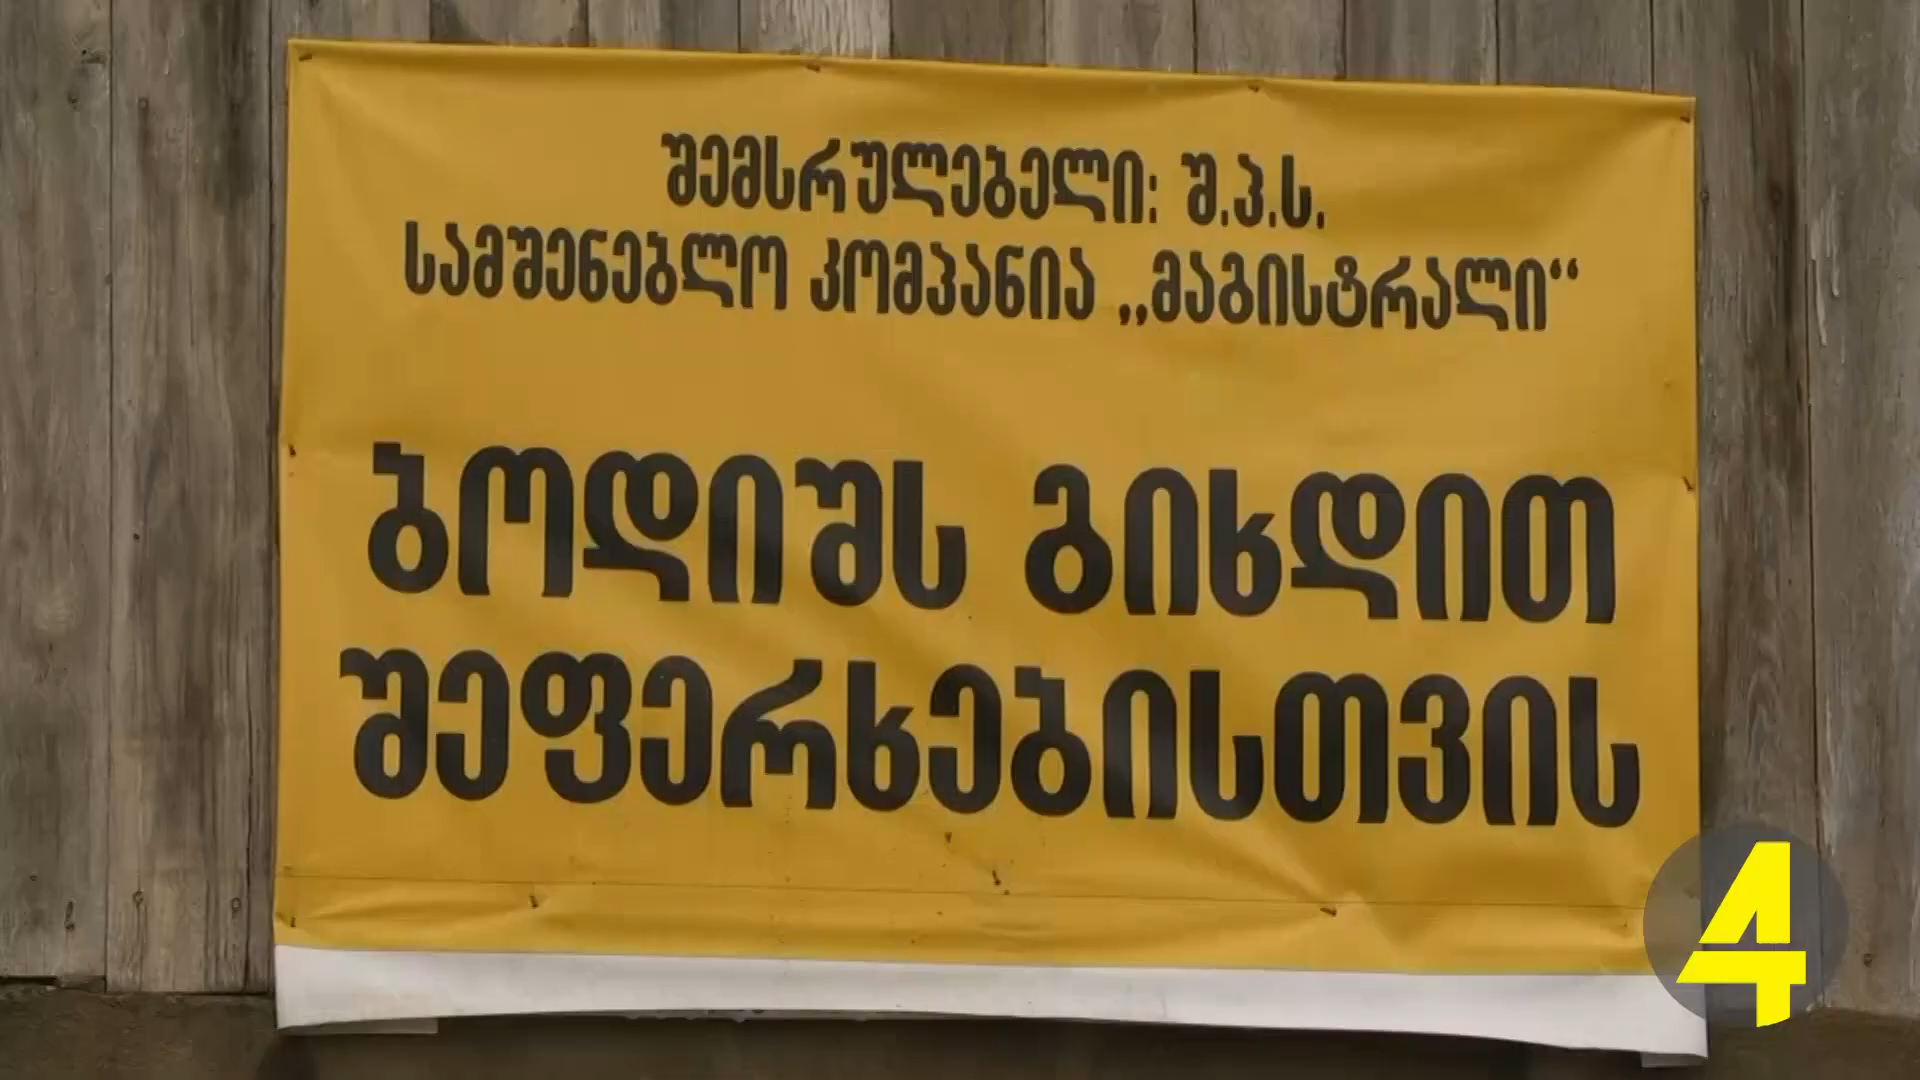 შემსრულებელი: შ.პ.ს.
სამშენებლო კომპანია „მაგისტრალი“
ბოდიშს გიხდით
შეფერხებისთვის
4